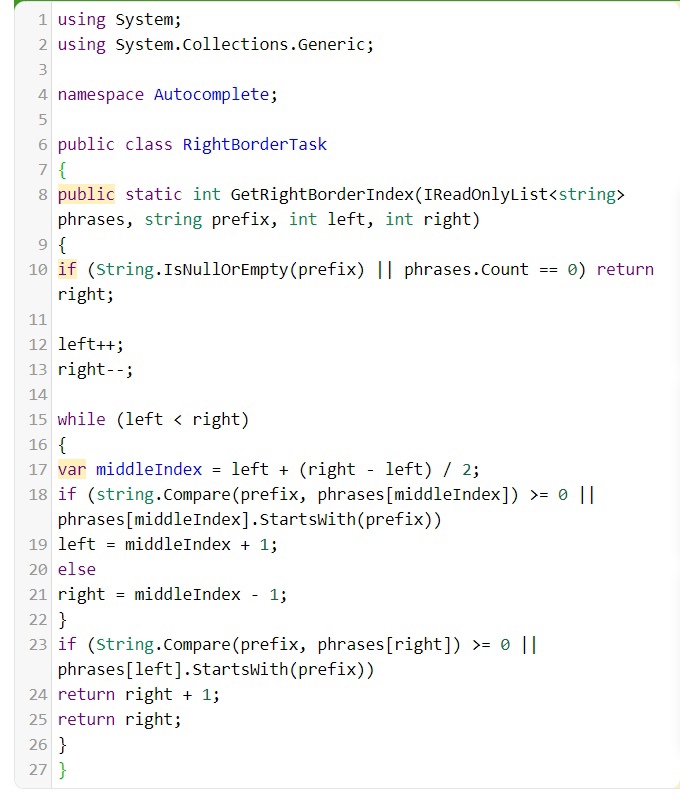 1 using System;
2 using System.Collections.Generic;
3
4 namespace Autocomplete;
5
6 public class RightBorderTask
7 {
8 public static int GetRightBorderIndex(IReadOnlyList<string>
phrases, string prefix, int left, int right)
9 {
10 if (String.IsNullOrEmpty(prefix) || phrases.Count == 0) return
right;
11
12 left++;
13 right--;
14
15 while (left < right)
16 {
17 var middleIndex = left + (right - left) / 2;
18 if (string.Compare(prefix, phrases[middleIndex]) >= 0 ||
phrases[middleIndex].StartsWith(prefix))
19 left = middleIndex + 1;
20 else
21 right = middleIndex - 1;
22 }
23 if (String.Compare(prefix, phrases[right]) >= 0 ||
phrases[left].StartsWith(prefix))
24 return right + 1;
25 return right;
26 }
27 }